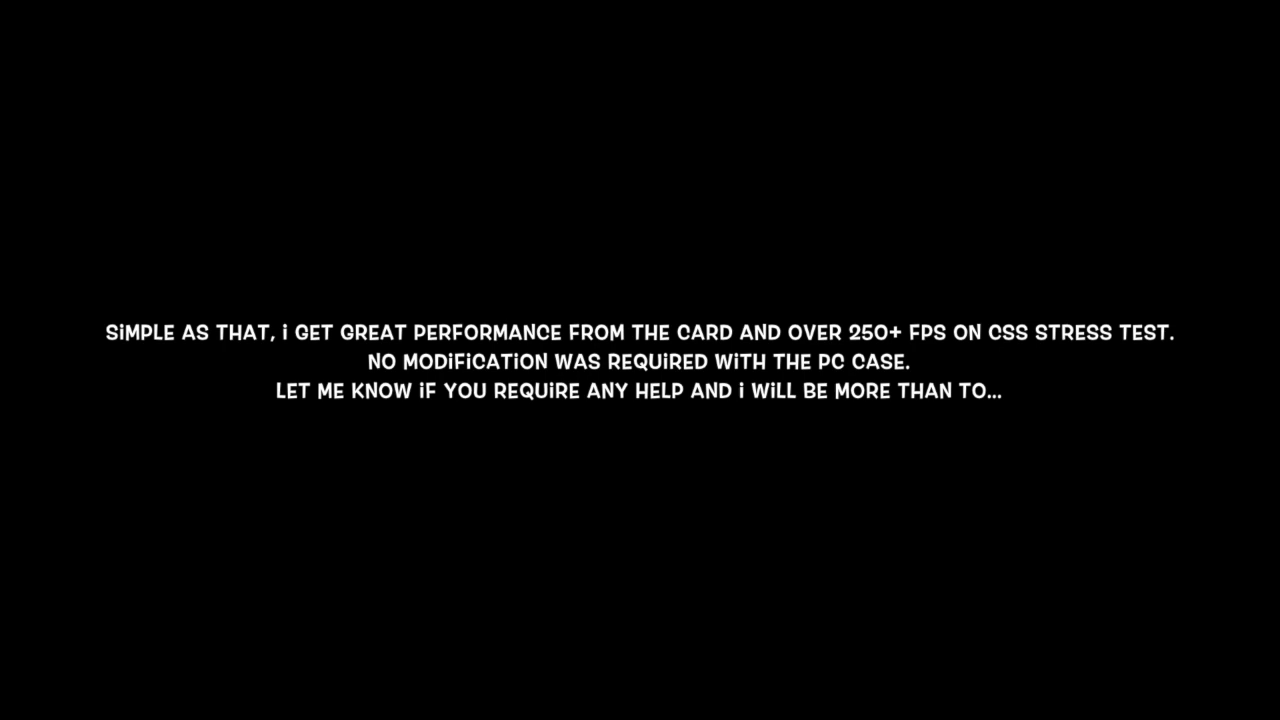 SiMPLE AS THAT, i GET GREAT PERFORMANCE FROM THE CARD AND OVER 250+ FPS ON CSS STRESS TEST.
NO MODiFiCATiON WAS REQUiRED WiTH THE PC CASE.
LET ME KNOW iF YOU REQUiRE ANY HELP AND i WiLL BE MORE THAN TO...